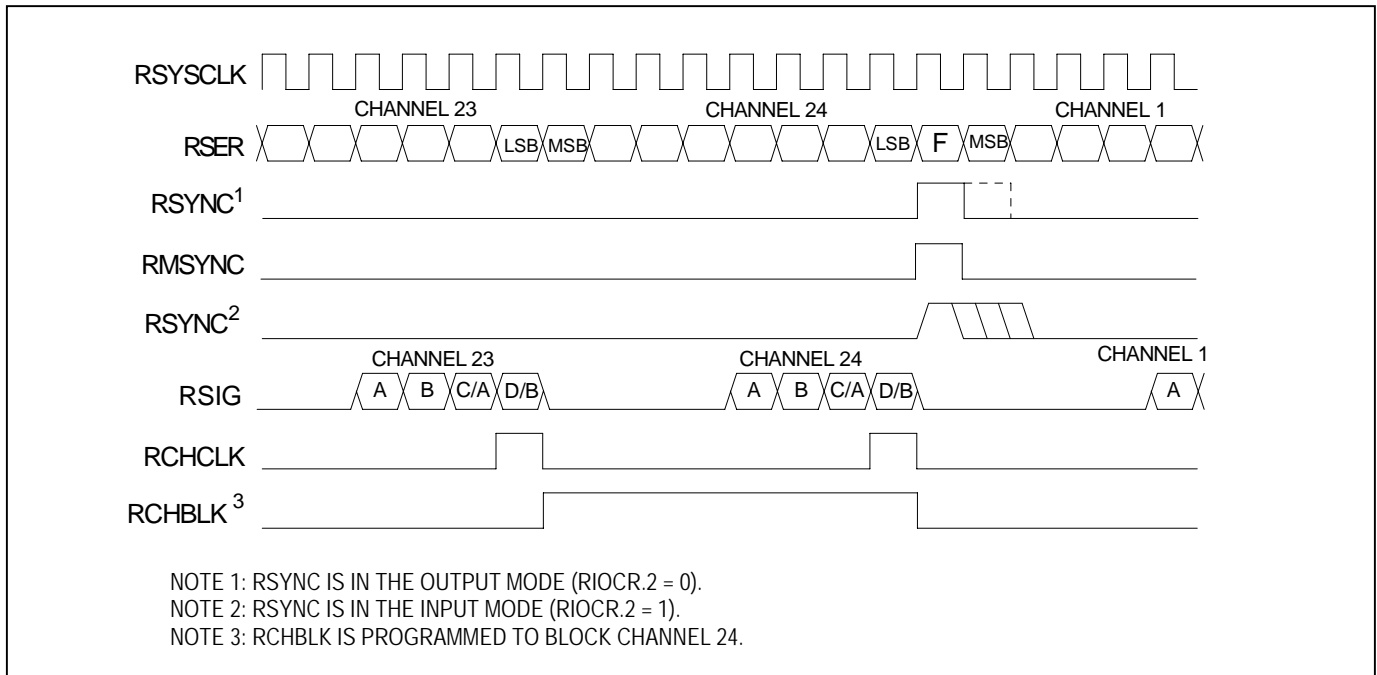 RSYSCLK
CHANNEL 23 CHANNEL 24 CHANNEL 1
RSER LSB MSB LSB F MSB
RSYNC1
RMSYNC
RSYNC2
CHANNEL 23 CHANNEL 24 CHANNEL 1
RSIG A B C/A D/B A B C/A D/B A
RCHCLK
RCHBLK 3
NOTE 1: RSYNC IS IN THE OUTPUT MODE (RIOCR.2 = 0).
NOTE 2: RSYNC IS IN THE INPUT MODE (RIOCR.2 = 1).
NOTE 3: RCHBLK IS PROGRAMMED TO BLOCK CHANNEL 24.